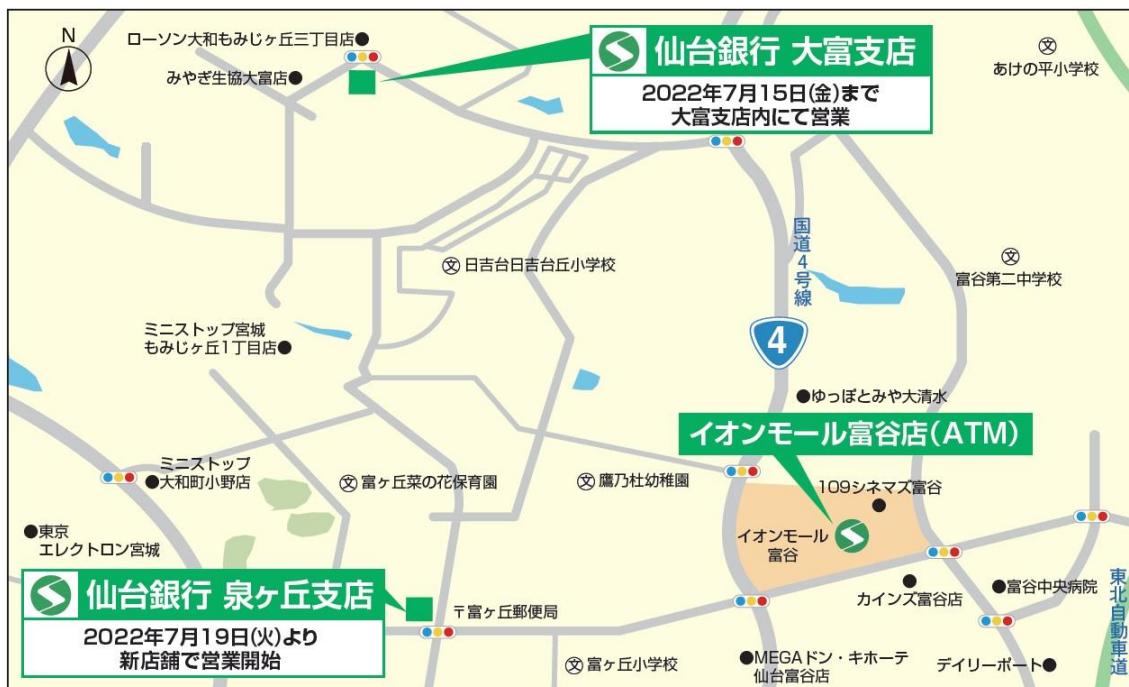 N
ローソン大和もみじヶ丘三丁目店
みやぎ生協大富店
仙台銀行 大富支店
2022年7月15日(金)まで
大富支店内にて営業
文
あけの平小学校
国道4号線
文 日吉台日吉台丘小学校
文
富谷第二中学校
ミニストップ宮城
もみじヶ丘1丁目店
4
ゆっぽとみや大清水
イオンモール富谷店(ATM)
ミニストップ
大和町小野店
文 富ヶ丘菜の花保育園
文 鷹乃杜幼稚園
109シネマズ富谷
東京
エレクトロン宮城
イオンモール
富谷
仙台銀行 泉ヶ丘支店
2022年7月19日(火)より
新店舗で営業開始
〒富ヶ丘郵便局
カインズ富谷店
富谷中央病院
東北自動車道
文 富ヶ丘小学校
MEGAドン・キホーテ
仙台富谷店
デイリーポート